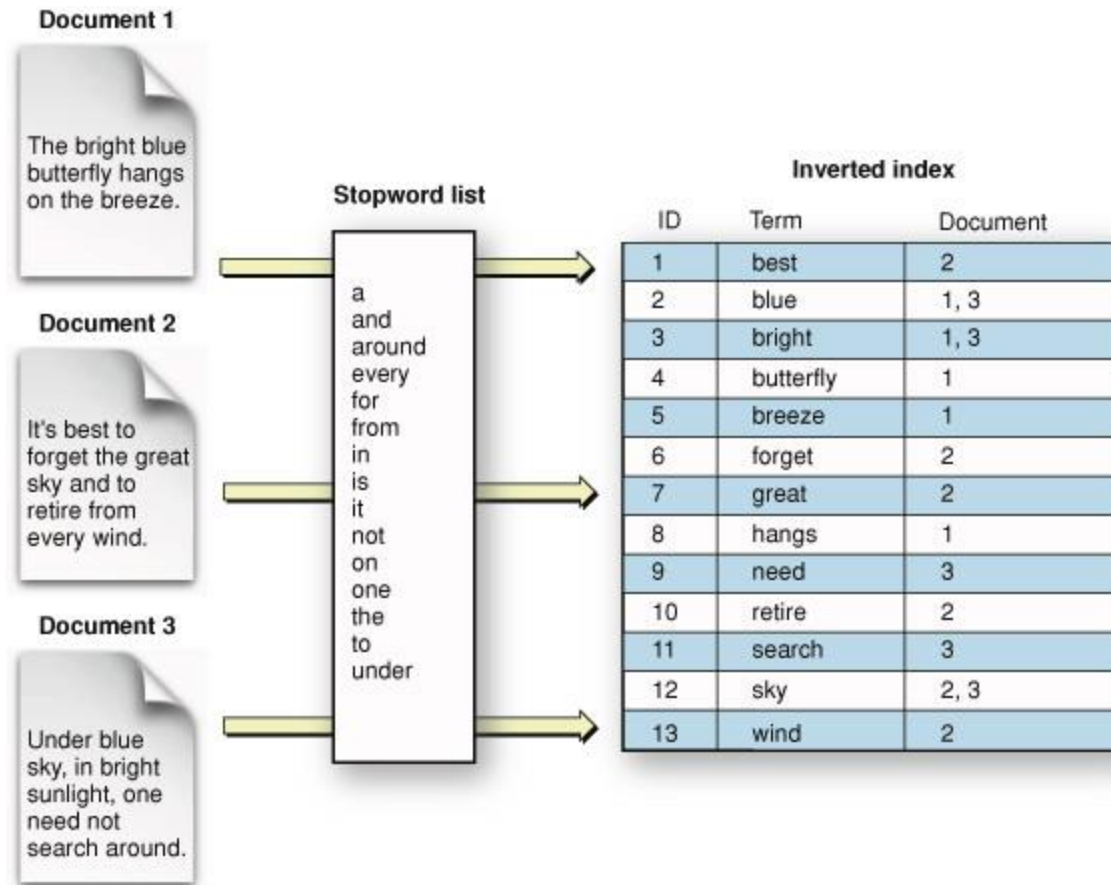 Document 1
The bright blue
butterfly hangs
on the breeze.
Document 2
It's best to
forget the great
sky and to
retire from
every wind.
Document 3
Under blue
sky, in bright
sunlight, one
need not
search around.
Stopword list
a
and
around
every
for
from
in
is
it
not
on
one
the
to
under
Inverted index
ID Term Document
1 best 2
2 blue 1, 3
3 bright 1, 3
4 butterfly 1
5 breeze 1
6 forget 2
7 great 2
8 hangs 1
9 need 3
10 retire 2
11 search 3
12 sky 2, 3
13 wind 2